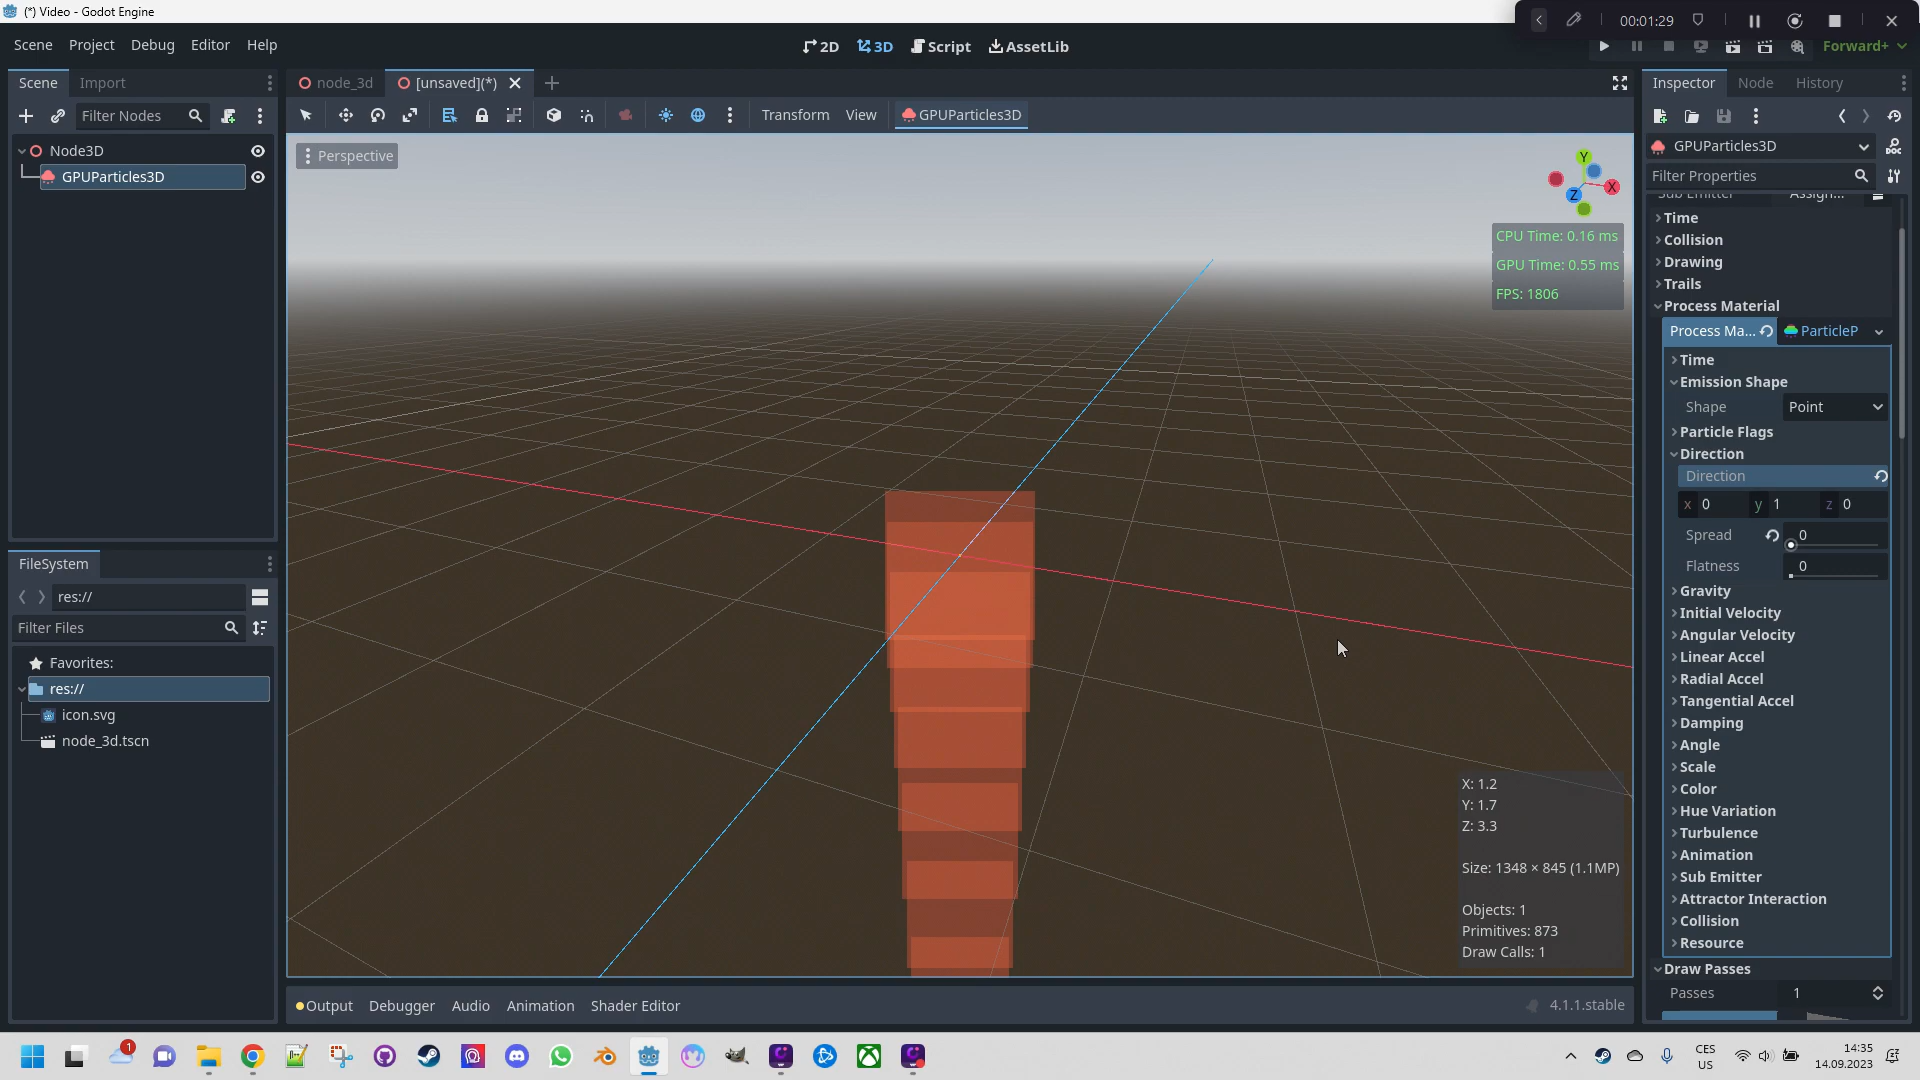 (*) Video - Godot Engine
00:01:29
Scene Project Debug Editor Help
2D 3D Script AssetLib
Forward+
Scene Import
node_3d [unsaved](*)
Inspector Node History
Filter Nodes
Transform View GPUParticles3D
Node3D
GPUParticles3D
Perspective
Y
X
Z
CPU Time: 0.16 ms
GPU Time: 0.55 ms
FPS: 1806
X: 1.2
Y: 1.7
Z: 3.3
Size: 1348 × 845 (1.1MP)
Objects: 1
Primitives: 873
Draw Calls: 1
GPUParticles3D
DOC
Filter Properties
Sub Emitter Assign...
Time
Collision
Drawing
Trails
Process Material
Process Ma... ParticleP
Time
Emission Shape
Shape Point
Particle Flags
Direction
Direction
x 0 y 1 z 0
Spread 0
Flatness 0
Gravity
Initial Velocity
Angular Velocity
Linear Accel
Radial Accel
Tangential Accel
Damping
Angle
Scale
Color
Hue Variation
Turbulence
Animation
Sub Emitter
Attractor Interaction
Collision
Resource
Draw Passes
Passes 1
FileSystem
res://
Filter Files
Favorites:
res://
icon.svg
node_3d.tscn
Output Debugger Audio Animation Shader Editor
4.1.1.stable
1
CES
US
14:35
14.09.2023